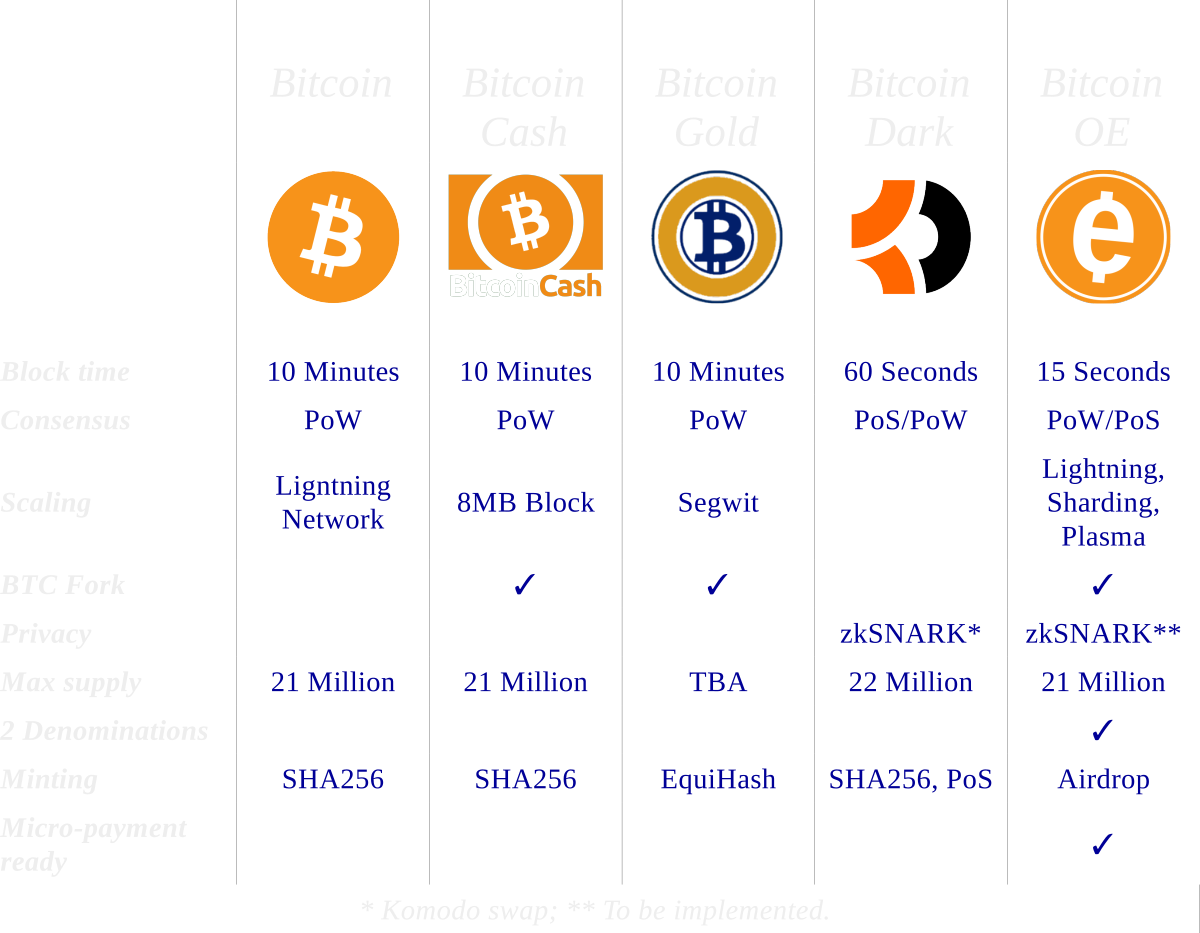 Bitcoin Bitcoin Bitcoin Bitcoin Bitcoin
Cash Gold Dark OE
BitcoinCash
Block time 10 Minutes 10 Minutes 10 Minutes 60 Seconds 15 Seconds
Consensus PoW PoW PoW PoS/PoW PoW/PoS
Lightning,
Ligntning
Scaling 8MB Block Segwit Sharding,
Network
Plasma
BTC Fork ✓ ✓ ✓
Privacy zkSNARK* zkSNARK**
Max supply 21 Million 21 Million TBA 22 Million 21 Million
2 Denominations ✓
Minting SHA256 SHA256 EquiHash SHA256, PoS Airdrop
Micro-payment
ready ✓
* Komodo swap; ** To be implemented.